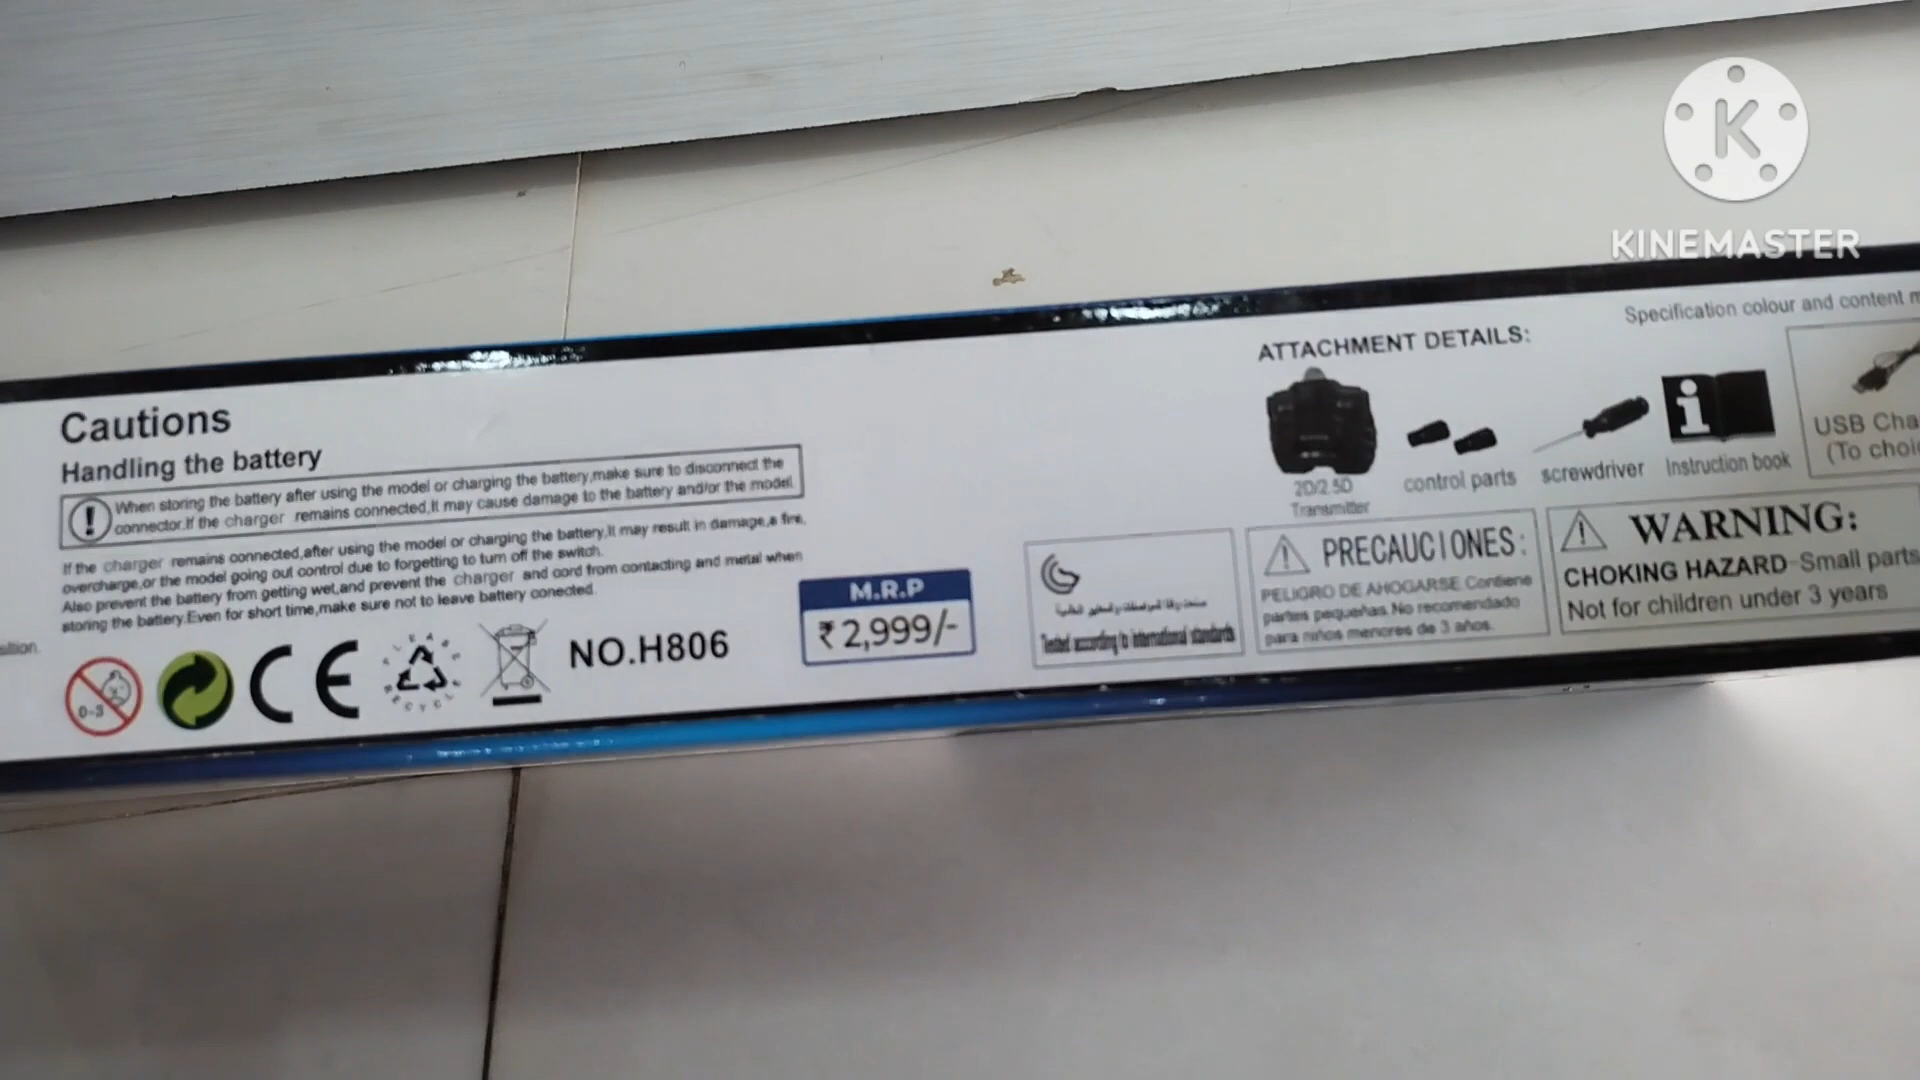 KINEMASTER
Specification colour and content
ATTACHMENT DETAILS:
2D/2.5D
Transmitter
control parts
screwdriver
Instruction book
USB Cha
(To choi
Cautions
Handling the battery
When storing the battery after using the model or charging the battery,make sure to disconnect the
connector.If the charger remains connected,It may cause damage to the battery and/or the model.
If the charger remains connected,after using the model or charging the battery,It may result in damage,a fire,
overcharge,or the model going out control due to forgetting to turn off the switch.
Also prevent the battery from getting wet,and prevent the charger and cord from contacting and metal when
storing the battery.Even for short time,make sure not to leave battery conected.
0-3
CE
NO.H806
M.R.P
₹2,999/-
Tested according to international standards
PRECAUCIONES:
PELIGRO DE AHOGARSE Contiene
partes pequeñas.No recomendado
para niños menores de 3 años.
WARNING:
CHOKING HAZARD-Small parts
Not for children under 3 years